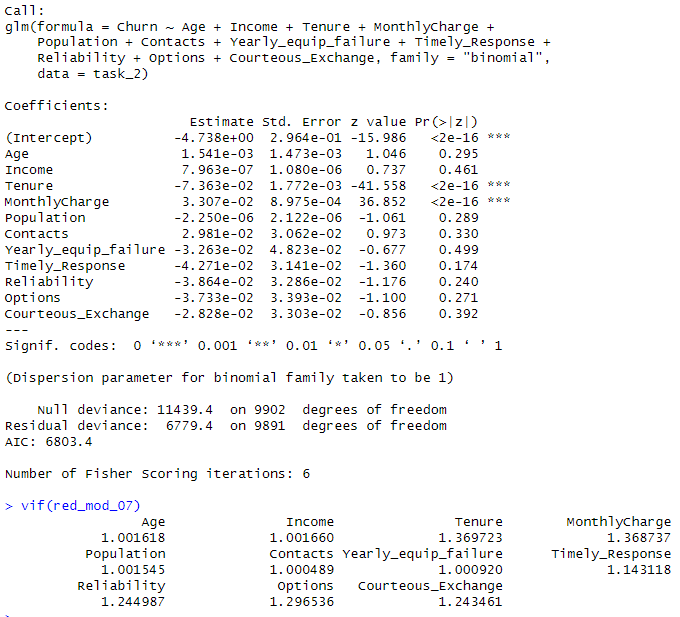 Call:
glm(formula = Churn ~ Age + Income + Tenure + MonthlyCharge +
    Population + Contacts + Yearly_equip_failure + Timely_Response +
    Reliability + Options + Courteous_Exchange, family = "binomial",
    data = task_2)

Coefficients:
                       Estimate Std. Error z value Pr(>|z|)
(Intercept)          -4.738e+00  2.964e-01 -15.986   <2e-16 ***
Age                   1.541e-03  1.473e-03   1.046    0.295
Income                7.963e-07  1.080e-06   0.737    0.461
Tenure               -7.363e-02  1.772e-03 -41.558   <2e-16 ***
MonthlyCharge         3.307e-02  8.975e-04  36.852   <2e-16 ***
Population           -2.250e-06  2.122e-06  -1.061    0.289
Contacts              2.981e-02  3.062e-02   0.973    0.330
Yearly_equip_failure -3.263e-02  4.823e-02  -0.677    0.499
Timely_Response      -4.271e-02  3.141e-02  -1.360    0.174
Reliability          -3.864e-02  3.286e-02  -1.176    0.240
Options              -3.733e-02  3.393e-02  -1.100    0.271
Courteous_Exchange   -2.828e-02  3.303e-02  -0.856    0.392
---
Signif. codes:  0 ‘***’ 0.001 ‘**’ 0.01 ‘*’ 0.05 ‘.’ 0.1 ‘ ’ 1

(Dispersion parameter for binomial family taken to be 1)

    Null deviance: 11439.4  on 9902  degrees of freedom
Residual deviance:  6779.4  on 9891  degrees of freedom
AIC: 6803.4

Number of Fisher Scoring iterations: 6

> vif(red_mod_07)
                 Age               Income               Tenure        MonthlyCharge
            1.001618             1.001660             1.369723             1.368737
          Population             Contacts Yearly_equip_failure      Timely_Response
            1.001545             1.000489             1.000920             1.143118
         Reliability              Options   Courteous_Exchange
            1.244987             1.296536             1.243461